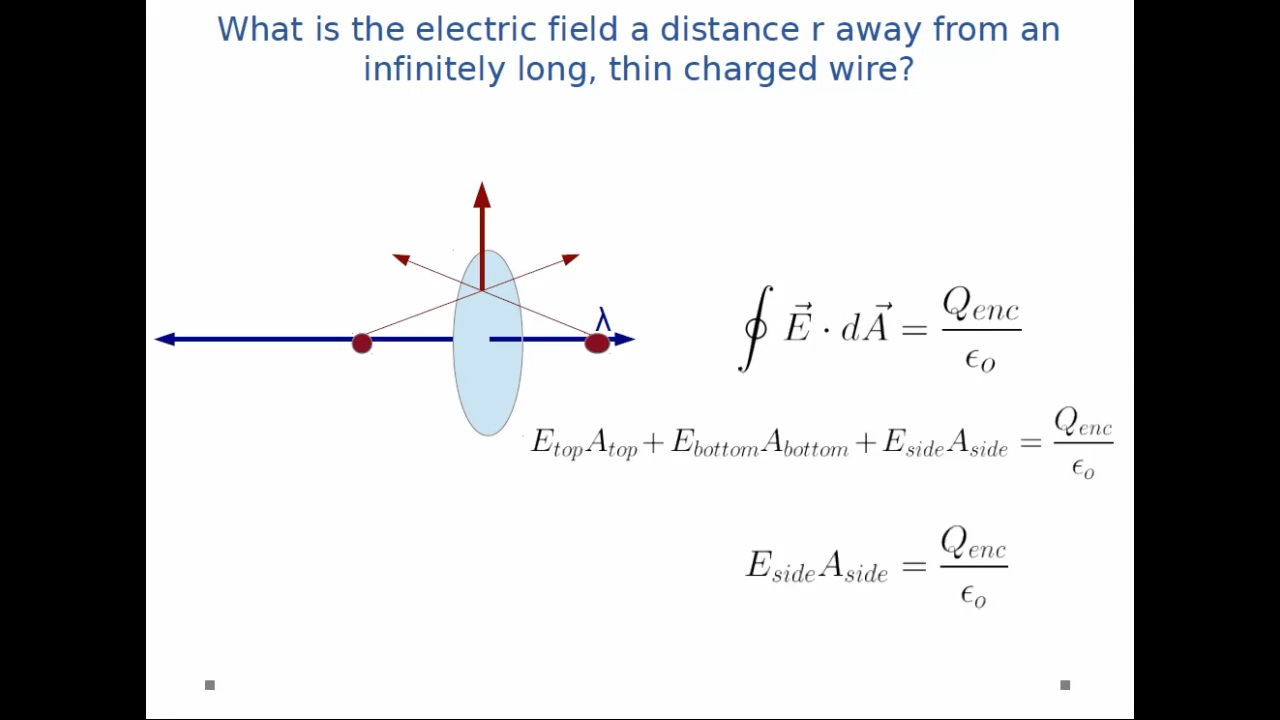 What is the electric field a distance r away from an
infinitely long, thin charged wire?
λ
∮ E⃗ · dA⃗ = Q_enc / ϵ_o
E_top A_top + E_bottom A_bottom + E_side A_side = Q_enc / ϵ_o
E_side A_side = Q_enc / ϵ_o